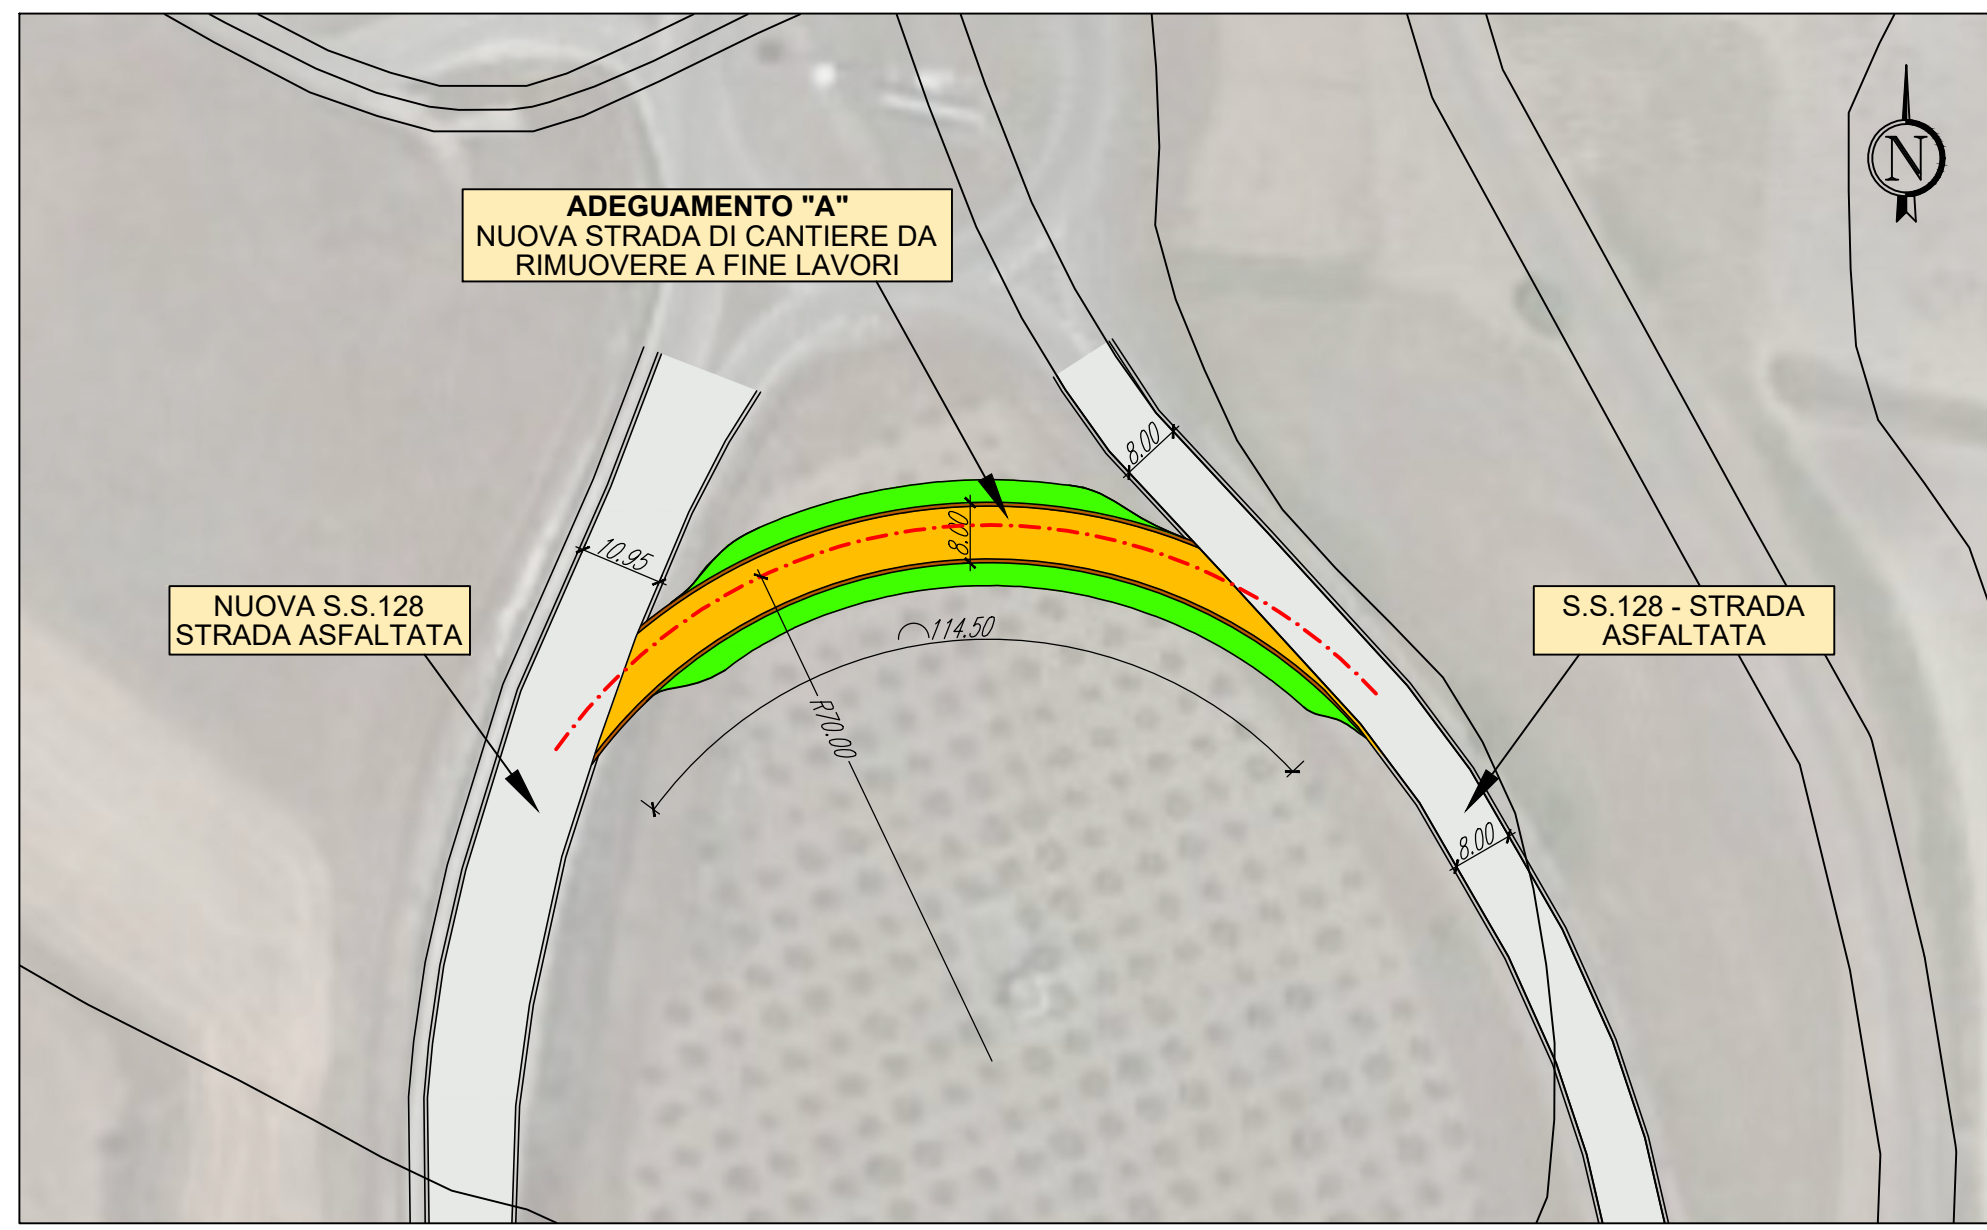 N
ADEGUAMENTO "A"
NUOVA STRADA DI CANTIERE DA
RIMUOVERE A FINE LAVORI
8.00
8.00
10.95
NUOVA S.S.128
STRADA ASFALTATA
S.S.128 - STRADA
ASFALTATA
114.50
R70.00
8.00